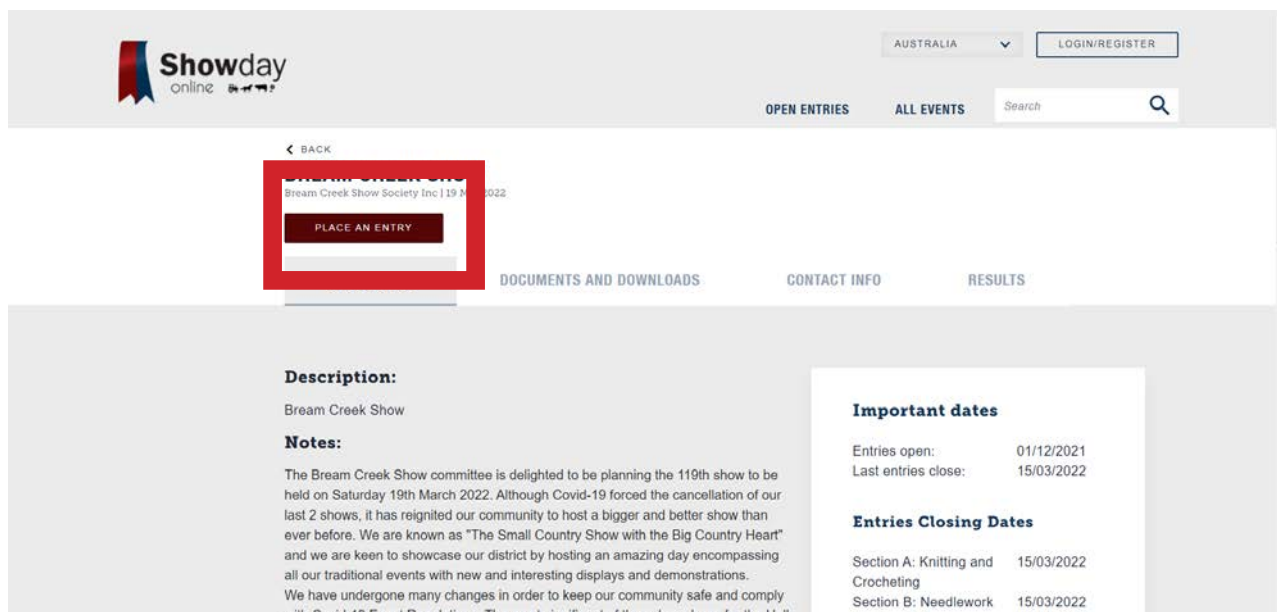 Showday
online
AUSTRALIA
LOGIN/REGISTER
OPEN ENTRIES
ALL EVENTS
Search
BACK
BREAM CREEK SHO
Bream Creek Show Society Inc | 19 M 2022
PLACE AN ENTRY
DOCUMENTS AND DOWNLOADS
CONTACT INFO
RESULTS
Description:
Bream Creek Show
Notes:
The Bream Creek Show committee is delighted to be planning the 119th show to be
held on Saturday 19th March 2022. Although Covid-19 forced the cancellation of our
last 2 shows, it has reignited our community to host a bigger and better show than
ever before. We are known as "The Small Country Show with the Big Country Heart"
and we are keen to showcase our district by hosting an amazing day encompassing
all our traditional events with new and interesting displays and demonstrations.
We have undergone many changes in order to keep our community safe and comply
Important dates
Entries open: 01/12/2021
Last entries close: 15/03/2022
Entries Closing Dates
Section A: Knitting and 15/03/2022
Crocheting
Section B: Needlework 15/03/2022